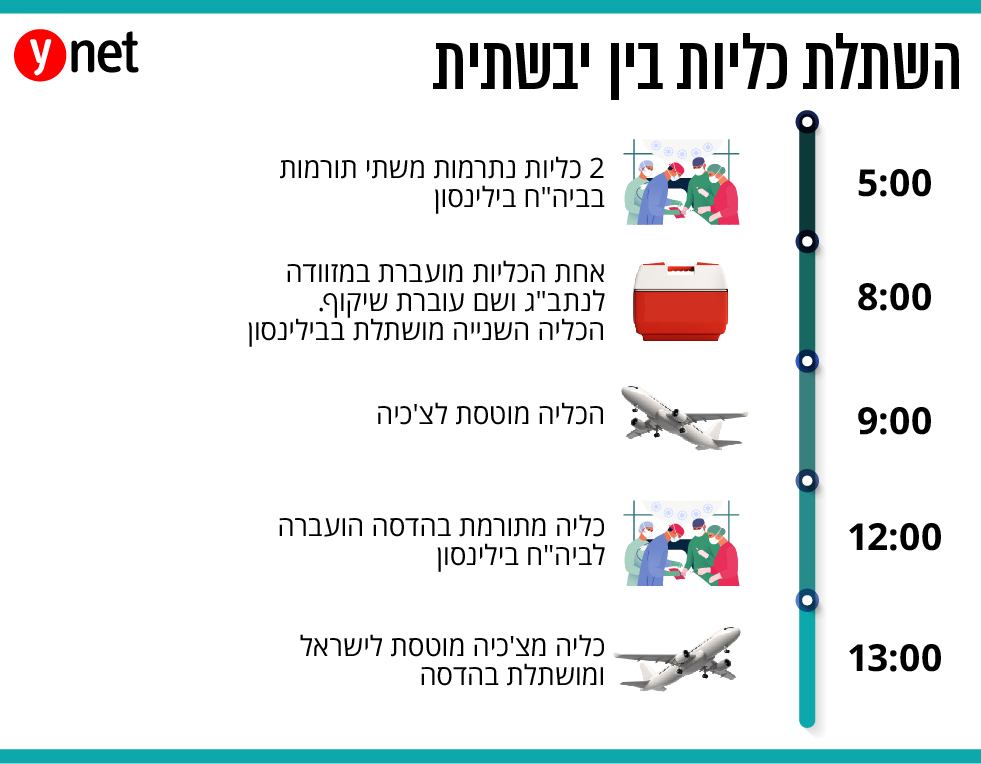 ynet
השתלת כליות בין יבשתית
5:00
2 כליות נתרמות משתי תורמות
בביה"ח בילינסון
8:00
אחת הכליות מועברת במזוודה
לנתב"ג ושם עוברת שיקוף.
הכליה השנייה מושתלת בבילינסון
9:00
הכליה מוטסת לצ'כיה
12:00
כליה מתורמת בהדסה הועברה
לביה"ח בילינסון
13:00
כליה מצ'כיה מוטסת לישראל
ומושתלת בהדסה